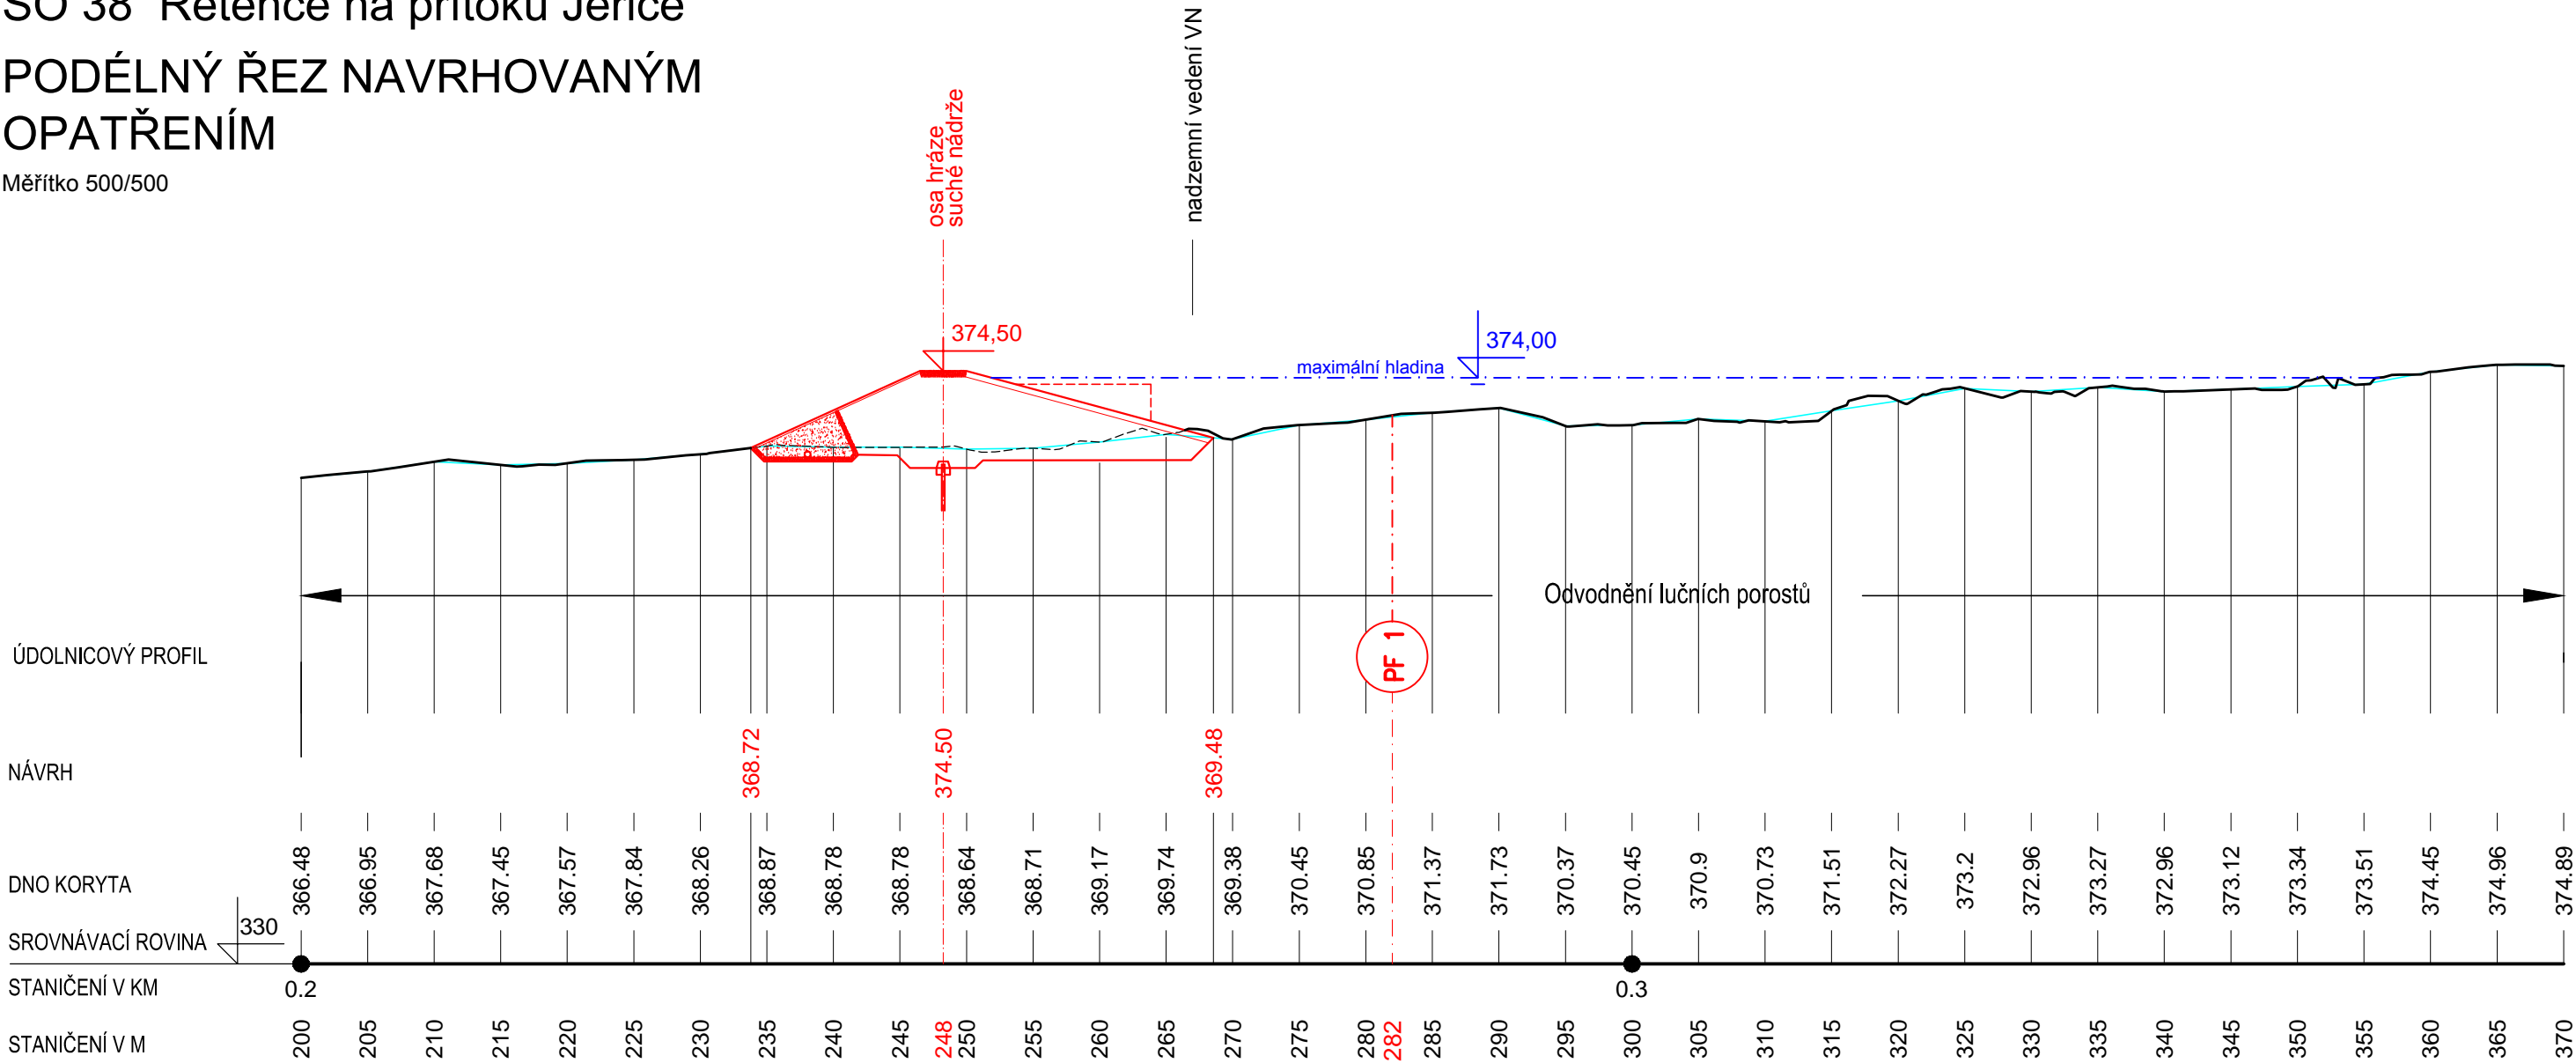 SO 38 Retence na přítoku Jeřice
PODÉLNÝ ŘEZ NAVRHOVANÝM
OPATŘENÍM
Měřítko 500/500
osa hráze
suché nádrže
nadzemní vedení VN
374,50
maximální hladina
374,00
Odvodnění lučních porostů
ÚDOLNICOVÝ PROFIL
PF 1
NÁVRH
368.72 374.50 369.48
DNO KORYTA
366.48 366.95 367.68 367.45 367.57 367.84 368.26 368.87 368.78 368.78 368.64 368.71 369.17 369.74 369.38 370.45 370.85 371.37 371.73 370.37 370.45 370.9 370.73 371.51 372.27 373.2 372.96 373.27 372.96 373.12 373.34 373.51 374.45 374.96 374.89
SROVNÁVACÍ ROVINA 330
STANIČENÍ V KM 0.2 0.3
STANIČENÍ V M 200 205 210 215 220 225 230 235 240 245 248 250 255 260 265 270 275 280 282 285 290 295 300 305 310 315 320 325 330 335 340 345 350 355 360 365 370